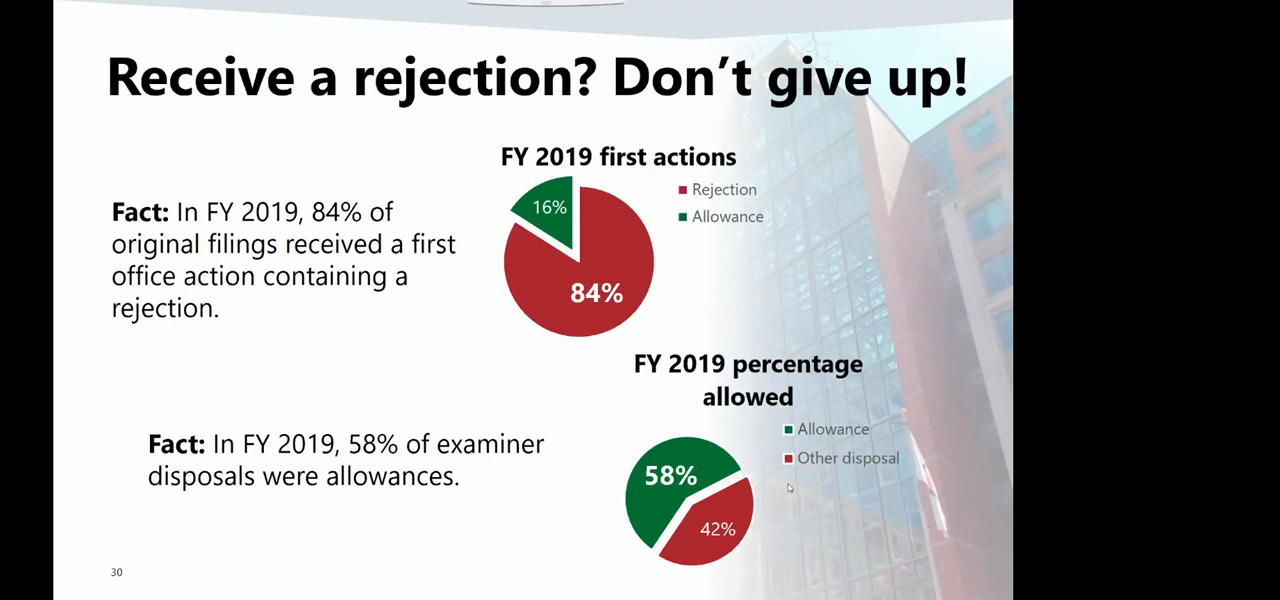 Receive a rejection? Don’t give up!
FY 2019 first actions
Rejection
Allowance
16%
84%
Fact: In FY 2019, 84% of
original filings received a first
office action containing a
rejection.
FY 2019 percentage
allowed
Allowance
Other disposal
58%
42%
Fact: In FY 2019, 58% of examiner
disposals were allowances.
30